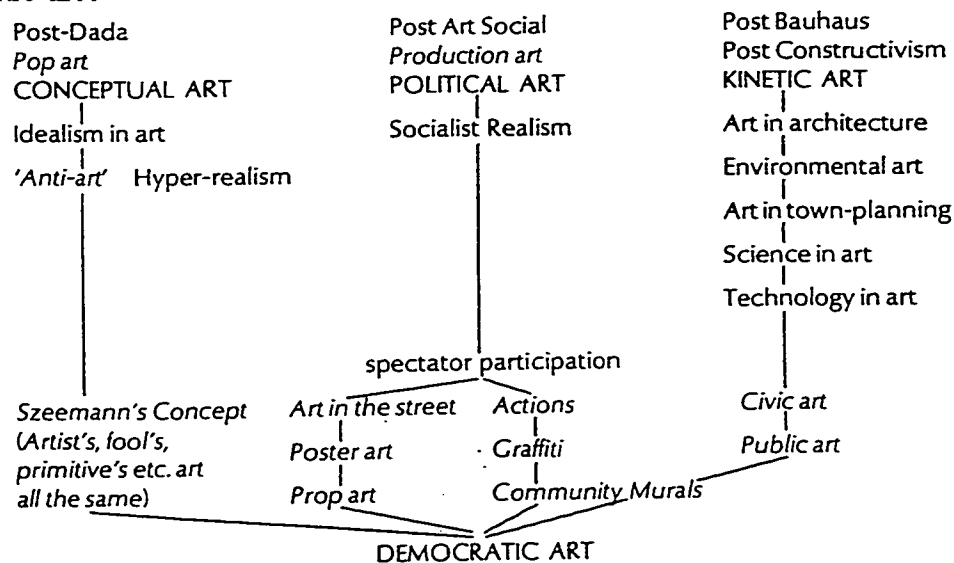 Post-Dada
Pop art
CONCEPTUAL ART
Idealism in art
'Anti-art' Hyper-realism
Szeemann's Concept
(Artist's, fool's,
primitive's etc. art
all the same)
Post Art Social
Production art
POLITICAL ART
Socialist Realism
spectator participation
Art in the street
Poster art
Prop art
Actions
Graffiti
Community Murals
Post Bauhaus
Post Constructivism
KINETIC ART
Art in architecture
Environmental art
Art in town-planning
Science in art
Technology in art
Civic art
Public art
DEMOCRATIC ART